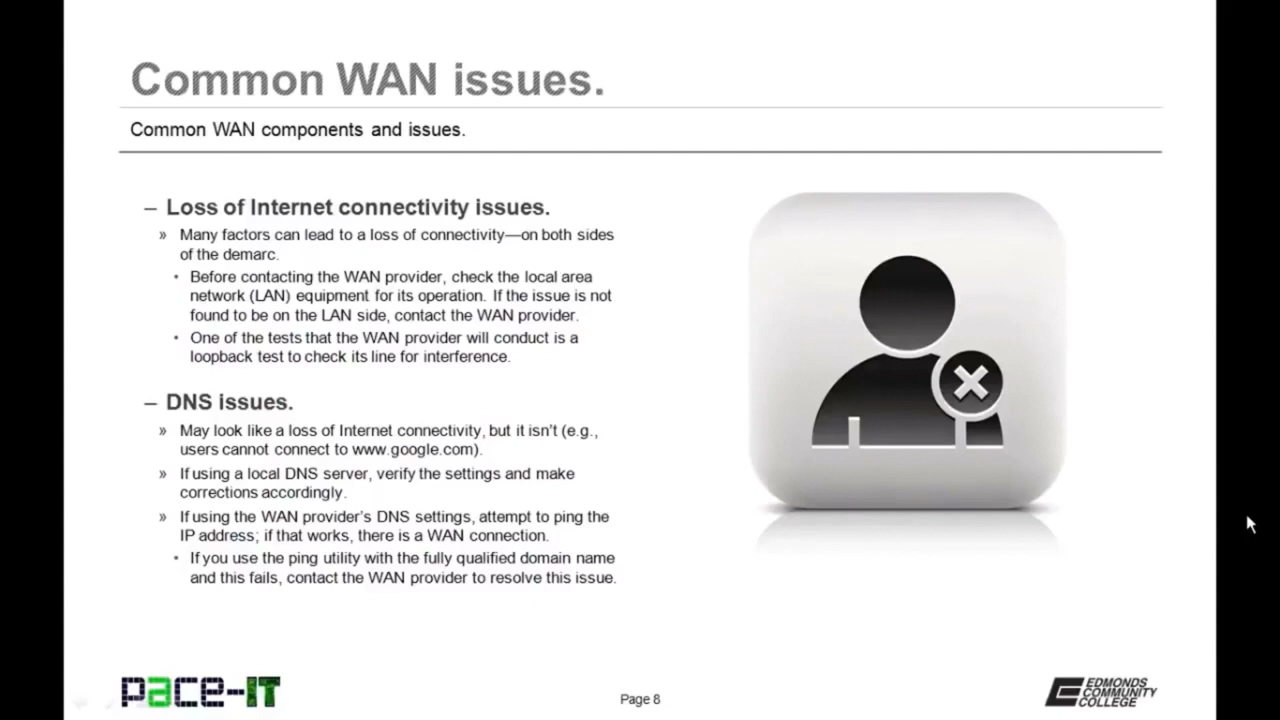 Common WAN issues.
Common WAN components and issues.
– Loss of Internet connectivity issues.
» Many factors can lead to a loss of connectivity—on both sides
of the demarc.
• Before contacting the WAN provider, check the local area
network (LAN) equipment for its operation. If the issue is not
found to be on the LAN side, contact the WAN provider.
• One of the tests that the WAN provider will conduct is a
loopback test to check its line for interference.
– DNS issues.
» May look like a loss of Internet connectivity, but it isn't (e.g.,
users cannot connect to www.google.com).
» If using a local DNS server, verify the settings and make
corrections accordingly.
» If using the WAN provider's DNS settings, attempt to ping the
IP address; if that works, there is a WAN connection.
• If you use the ping utility with the fully qualified domain name
and this fails, contact the WAN provider to resolve this issue.
pace-IT
Page 8
EDMONDS
COMMUNITY
COLLEGE